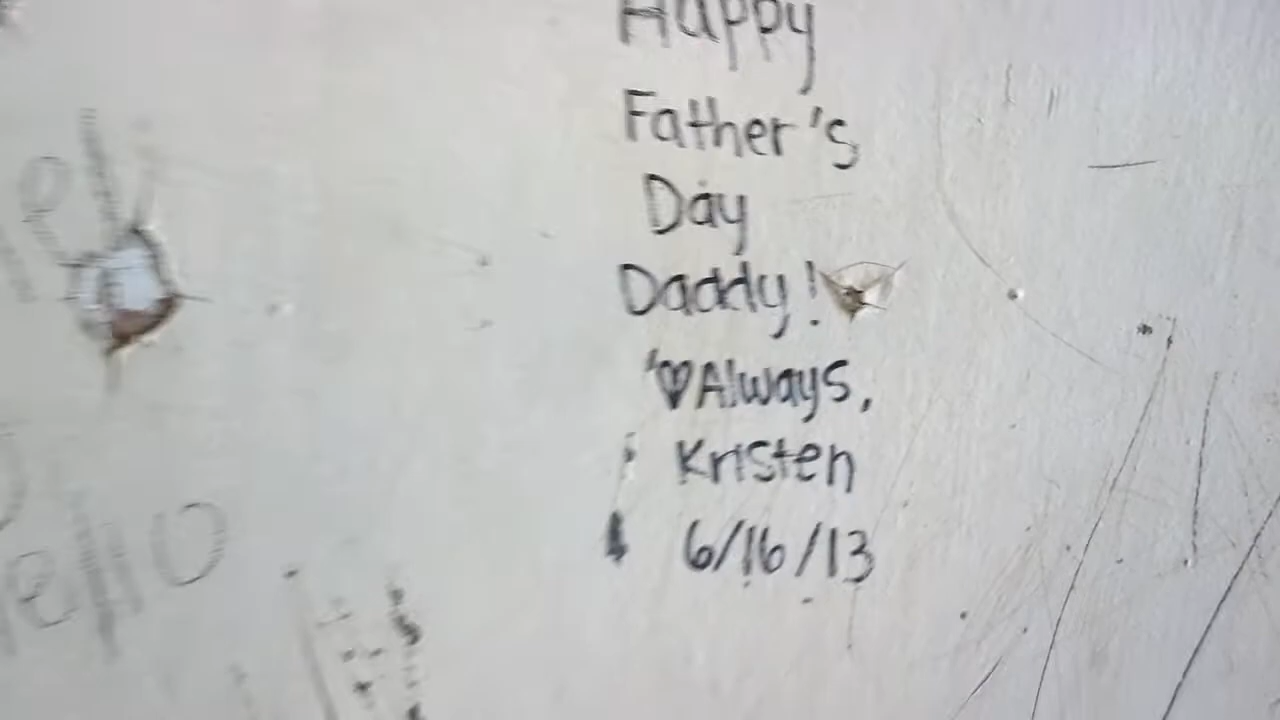 Happy
Father's
Day
Daddy!
♥Always,
Kristen
6/16/13